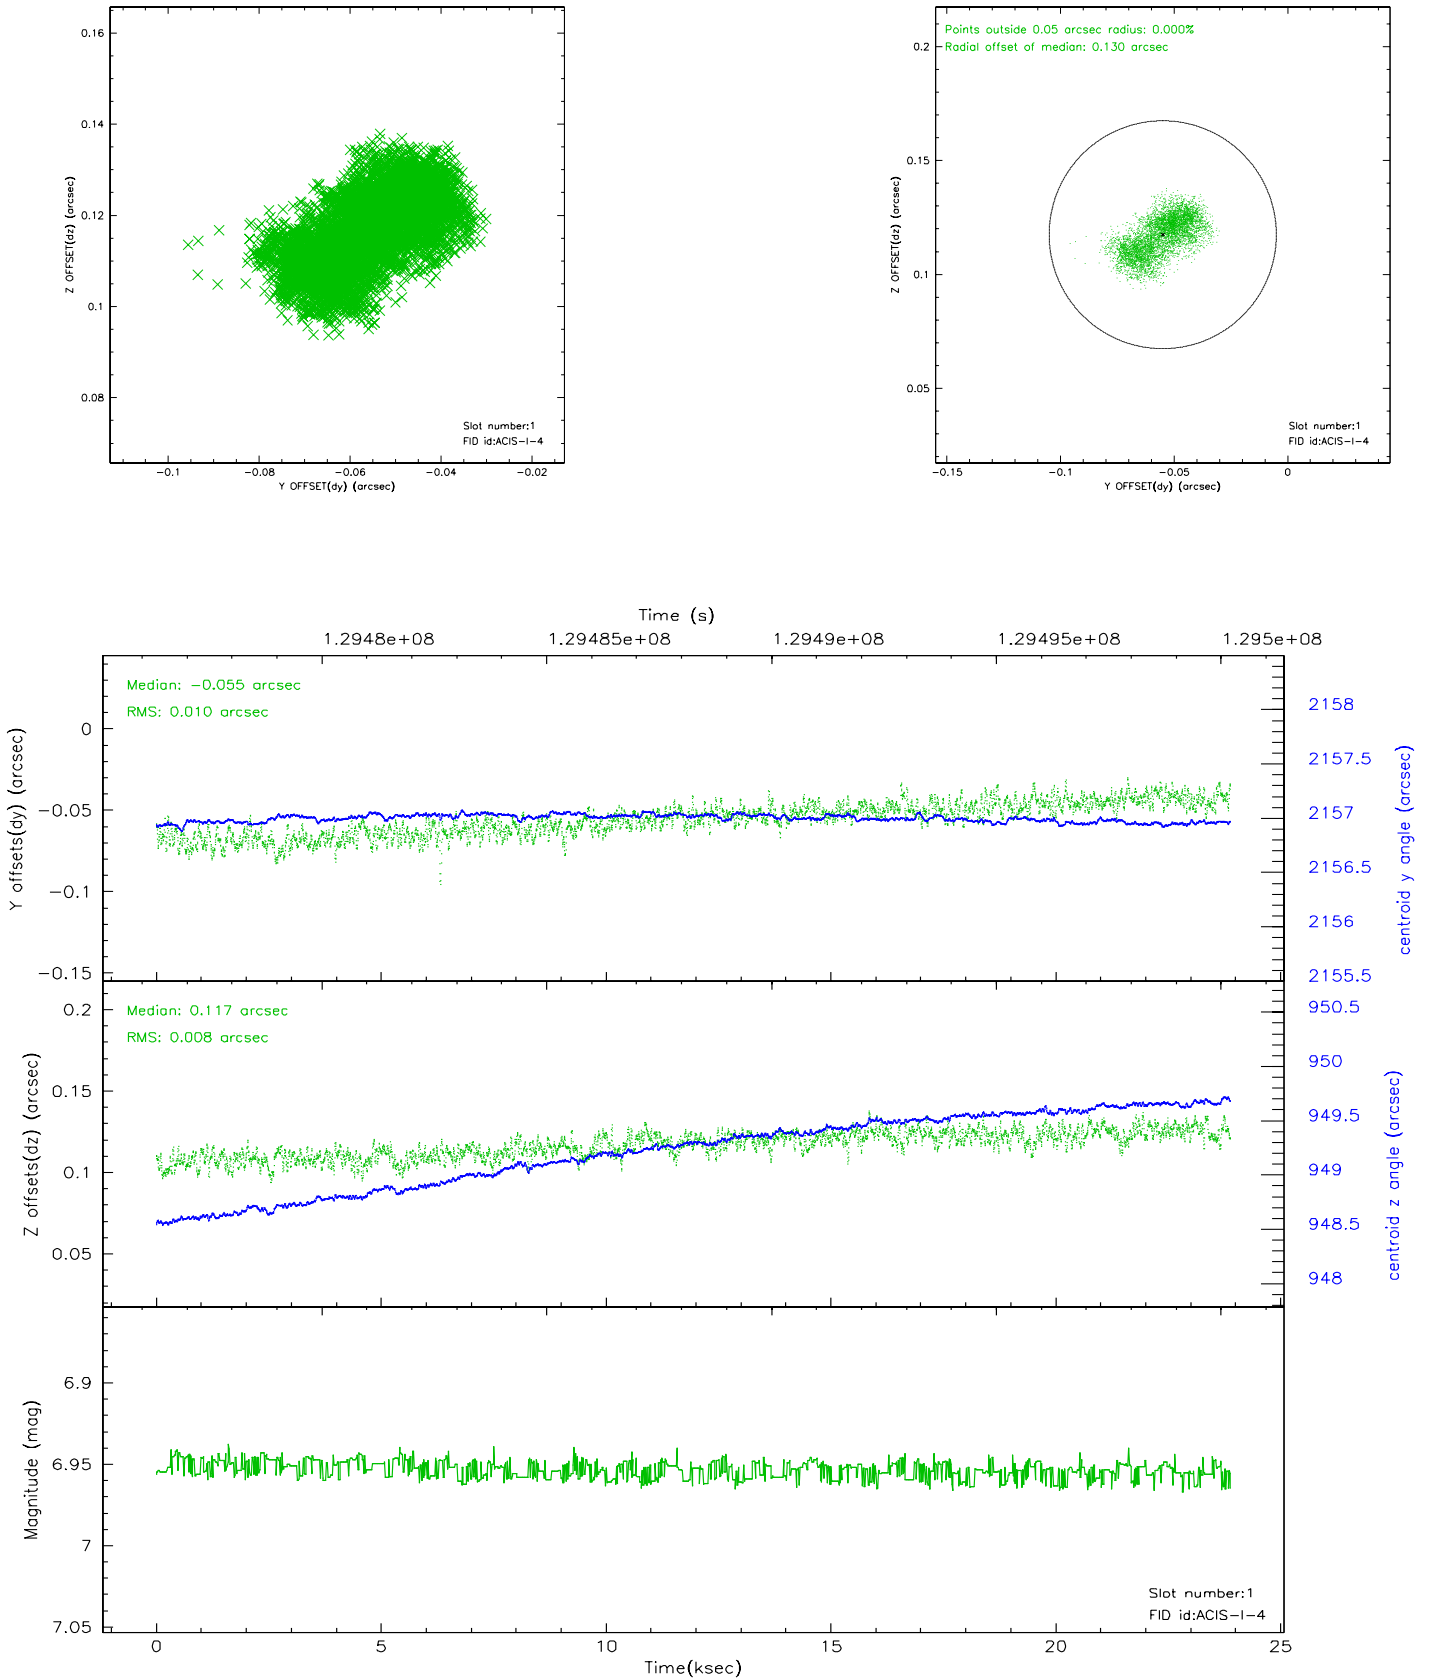 0.16
0.14
0.12
0.1
0.08
Z OFFSET(dz) (arcsec)
Slot number:1
FID id:ACIS-I-4
-0.1
-0.08
-0.06
-0.04
-0.02
Y OFFSET(dy) (arcsec)
Points outside 0.05 arcsec radius: 0.000%
Radial offset of median: 0.130 arcsec
0.2
0.15
0.1
0.05
Z OFFSET(dz) (arcsec)
Slot number:1
FID id:ACIS-I-4
-0.15
-0.1
-0.05
0
Y OFFSET(dy) (arcsec)
Time (s)
1.2948e+08
1.29485e+08
1.2949e+08
1.29495e+08
1.295e+08
Median: -0.055 arcsec
RMS: 0.010 arcsec
0
-0.05
-0.1
-0.15
Y offsets(dy) (arcsec)
2158
2157.5
2157
2156.5
2156
2155.5
centroid y angle (arcsec)
Median: 0.117 arcsec
RMS: 0.008 arcsec
0.2
0.15
0.1
0.05
Z offsets(dz) (arcsec)
950.5
950
949.5
949
948.5
948
centroid z angle (arcsec)
6.9
6.95
7
7.05
Magnitude (mag)
Slot number:1
FID id:ACIS-I-4
0
5
10
15
20
25
Time(ksec)